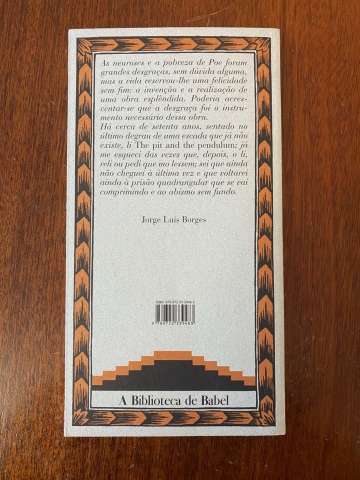 As neuroses e a pobreza de Poe foram
grandes desgraças, sem dúvida alguma,
mas a vida reservou-lhe uma felicidade
sem fim: a invenção e a realização de
uma obra esplêndida. Poderia acres-
centar-se que a desgraça foi o instru-
mento necessário dessa obra.
Há cerca de setenta anos, sentado no
último degrau de uma escada que já não
existe, li The pit and the pendulum; já
me esqueci das vezes que, depois, o li,
reli ou pedi que mo lessem; sei que ainda
não cheguei à última vez e que voltarei
ainda à prisão quadrangular que se vai
comprimindo e ao abismo sem fundo.
Jorge Luis Borges
A Biblioteca de Babel